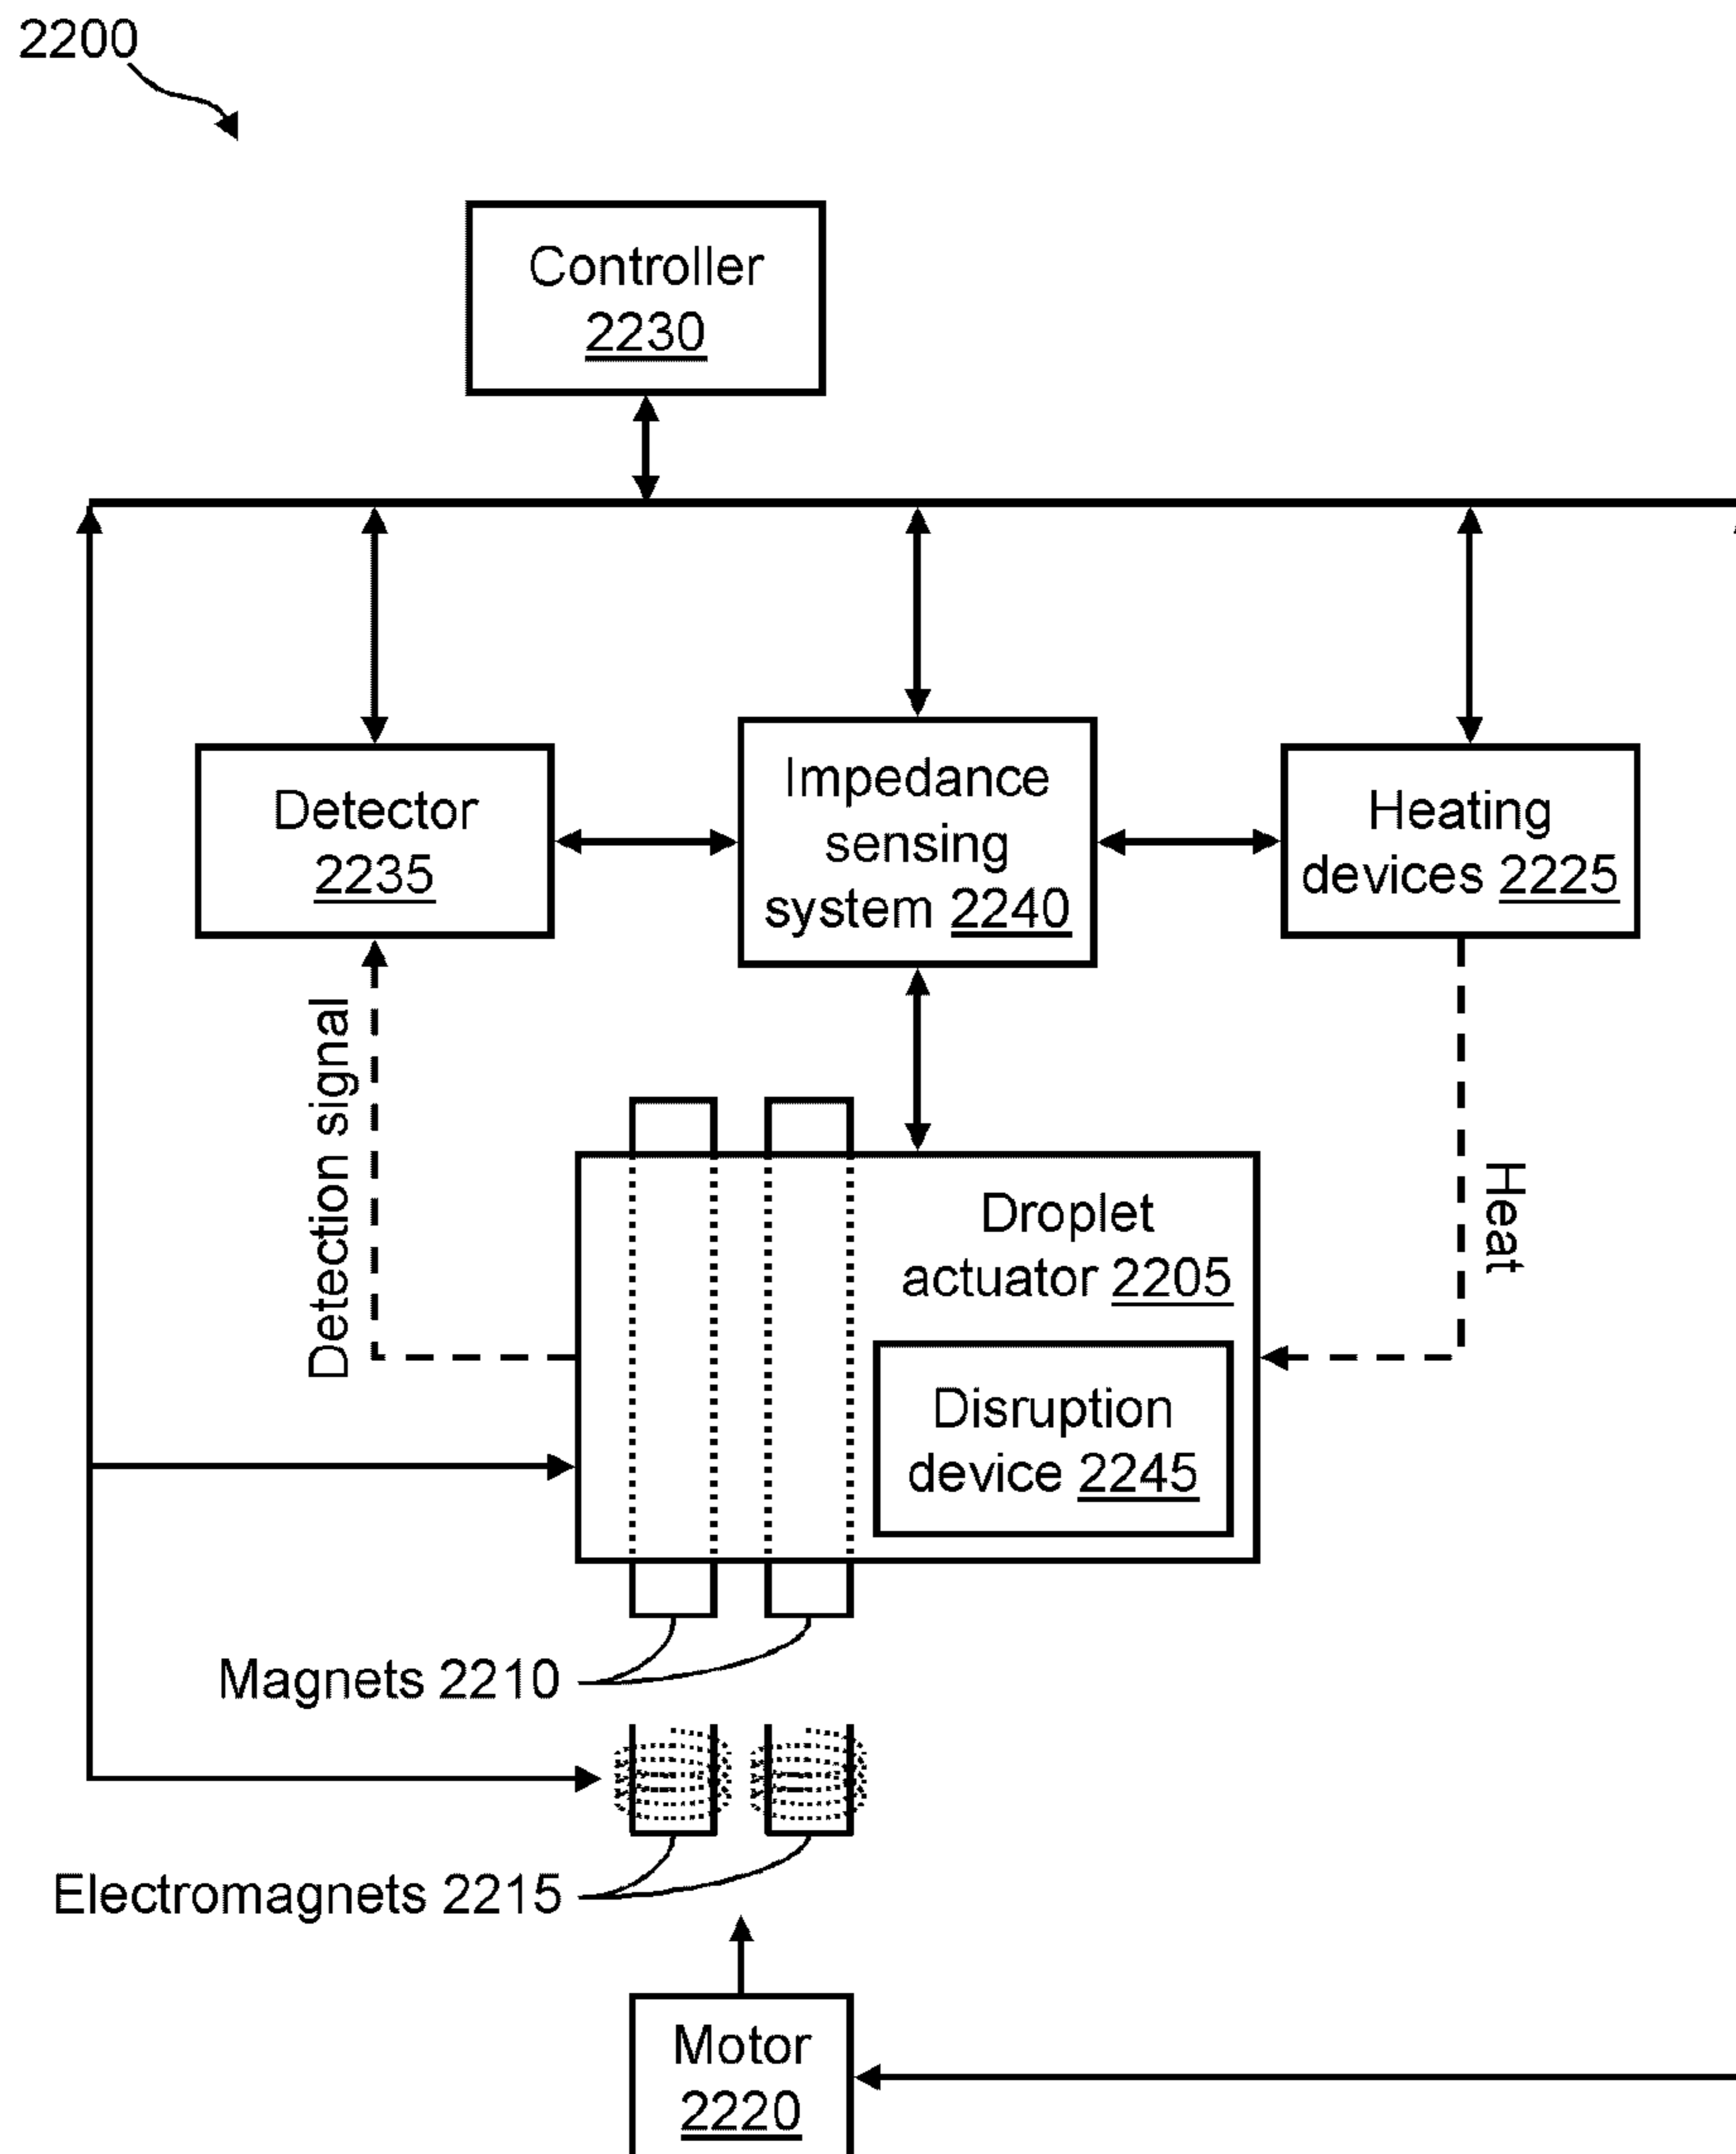 2200
Controller
2230
Detector
2235
Impedance
sensing
system 2240
Heating
devices 2225
Detection signal
Heat
Droplet
actuator 2205
Disruption
device 2245
Magnets 2210
Electromagnets 2215
Motor
2220